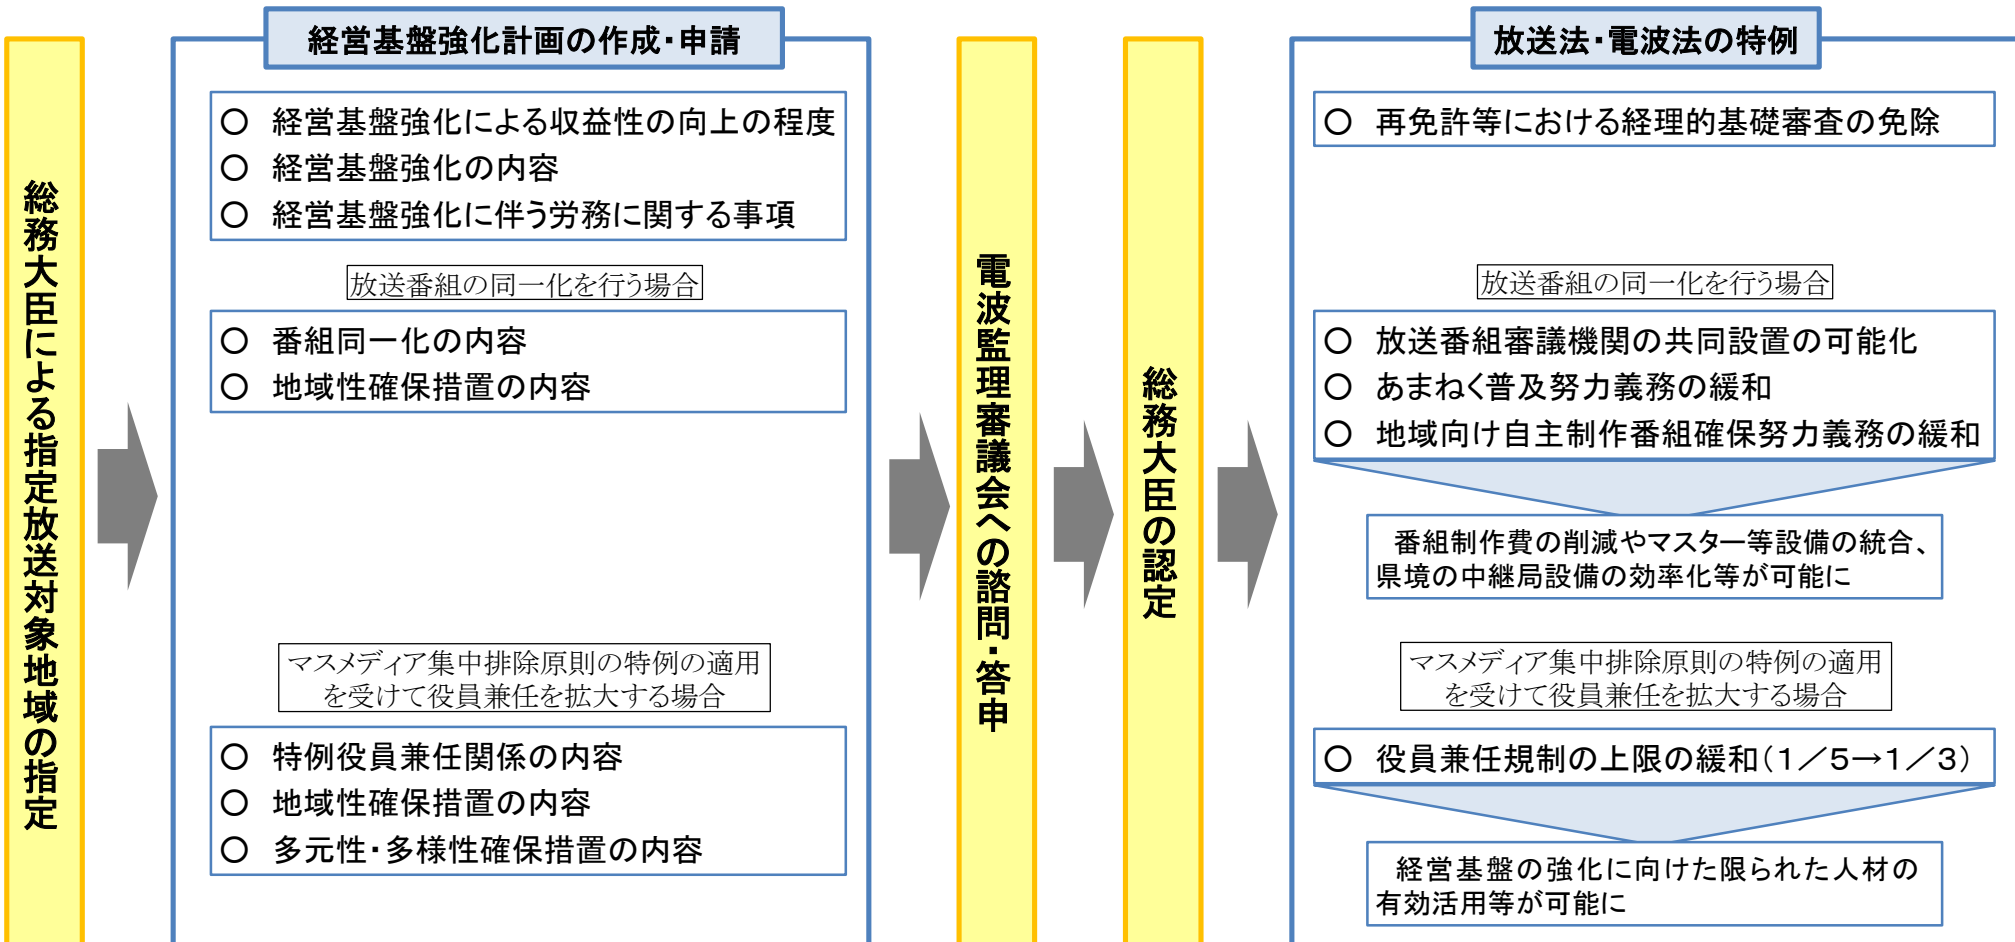 総務大臣による指定放送対象地域の指定
経営基盤強化計画の作成・申請
○ 経営基盤強化による収益性の向上の程度
○ 経営基盤強化の内容
○ 経営基盤強化に伴う労務に関する事項
放送番組の同一化を行う場合
○ 番組同一化の内容
○ 地域性確保措置の内容
マスメディア集中排除原則の特例の適用
を受けて役員兼任を拡大する場合
○ 特例役員兼任関係の内容
○ 地域性確保措置の内容
○ 多元性・多様性確保措置の内容
電波監理審議会への諮問・答申
総務大臣の認定
放送法・電波法の特例
○ 再免許等における経理的基礎審査の免除
放送番組の同一化を行う場合
○ 放送番組審議機関の共同設置の可能化
○ あまねく普及努力義務の緩和
○ 地域向け自主制作番組確保努力義務の緩和
番組制作費の削減やマスター等設備の統合、
県境の中継局設備の効率化等が可能に
マスメディア集中排除原則の特例の適用
を受けて役員兼任を拡大する場合
○ 役員兼任規制の上限の緩和(1/5→1/3)
経営基盤の強化に向けた限られた人材の
有効活用等が可能に